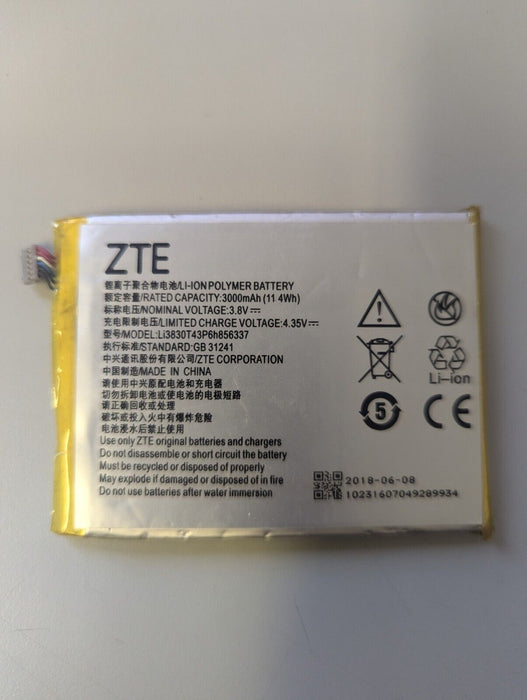 ZTE
锂离子聚合物电池/LI-ION POLYMER BATTERY
额定容量/RATED CAPACITY:3000mAh (11.4Wh)
标称电压/NOMINAL VOLTAGE:3.8V⎓
充电限制电压/LIMITED CHARGE VOLTAGE:4.35V⎓
型号/MODEL:Li3830T43P6h856337
执行标准/STANDARD:GB 31241
中兴通讯股份有限公司/ZTE CORPORATION
中国制造/MADE IN CHINA
请使用中兴原配电池和充电器
切勿拆卸电池或使电池的电极短路
请妥善回收或处理
破坏或投入火中有爆炸危险
电池浸水后禁止使用
Use only ZTE original batteries and chargers
Do not disassemble or short circuit the battery
Must be recycled or disposed of properly
May explode if damaged or disposed of in fire
Do not use batteries after water immersion
Li-ion
5
CE
2018-06-08
10231607049289934